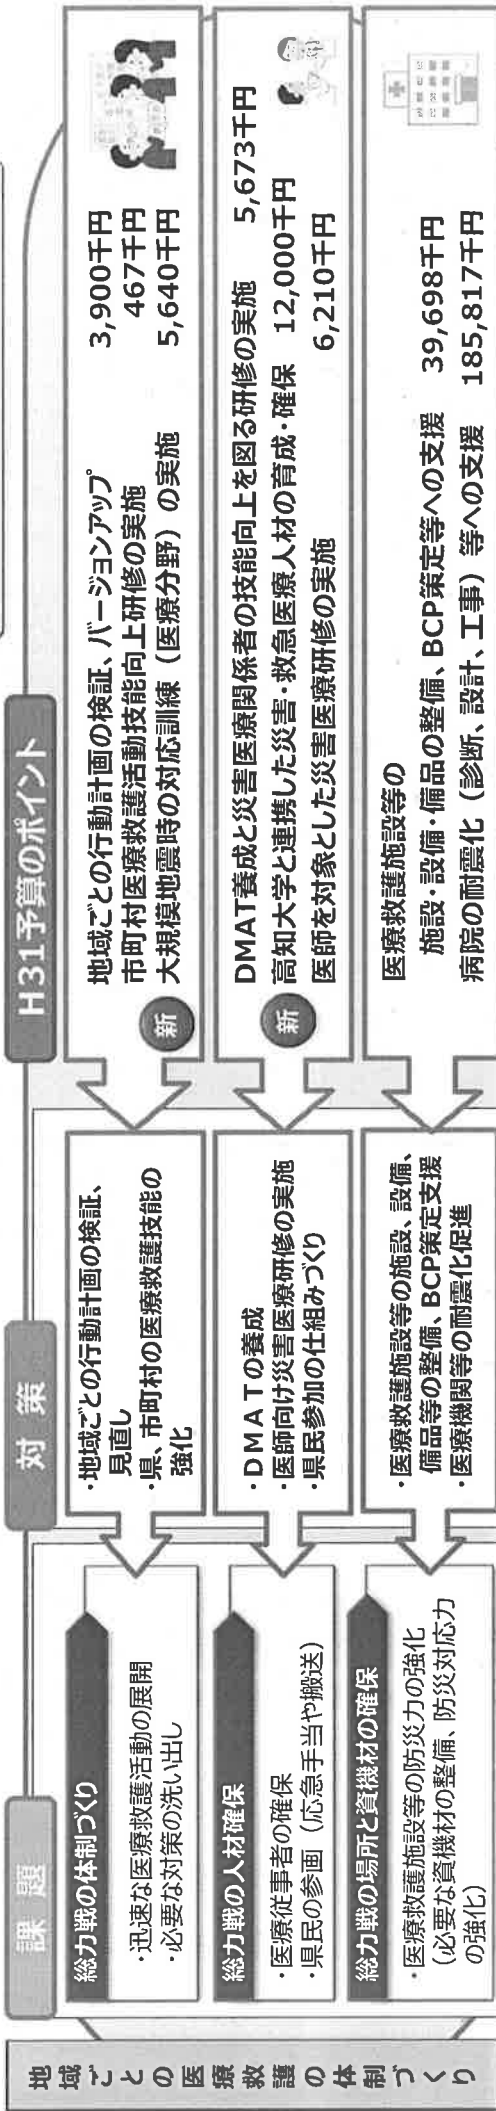 地域ごとの医療救護の体制づくり
課 題
総力戦の体制づくり
・迅速な医療救護活動の展開
・必要な対策の洗い出し
総力戦の人材確保
・医療従事者の確保
・県民の参画（応急手当や搬送）
総力戦の場所と資機材の確保
・医療救護施設等の防災力の強化
（必要な資機材の整備、防災対応力
の強化）
対 策
・地域ごとの行動計画の検証、
見直し
・県、市町村の医療救護技能の
強化
・DMATの養成
・医師向け災害医療研修の実施
・県民参加の仕組みづくり
・医療救護施設等の施設、設備、
備品等の整備、BCP策定支援
・医療機関等の耐震化促進
H31予算のポイント
地域ごとの行動計画の検証、バージョンアップ 3,900千円
市町村医療救護活動技能向上研修の実施 467千円
新 大規模地震時の対応訓練（医療分野）の実施 5,640千円
DMAT養成と災害医療関係者の技能向上を図る研修の実施 5,673千円
新 高知大学と連携した災害・救急医療人材の育成・確保 12,000千円
医師を対象とした災害医療研修の実施 6,210千円
医療救護施設等の
施設・設備・備品の整備、BCP策定等への支援 39,698千円
病院の耐震化（診断、設計、工事）等への支援 185,817千円